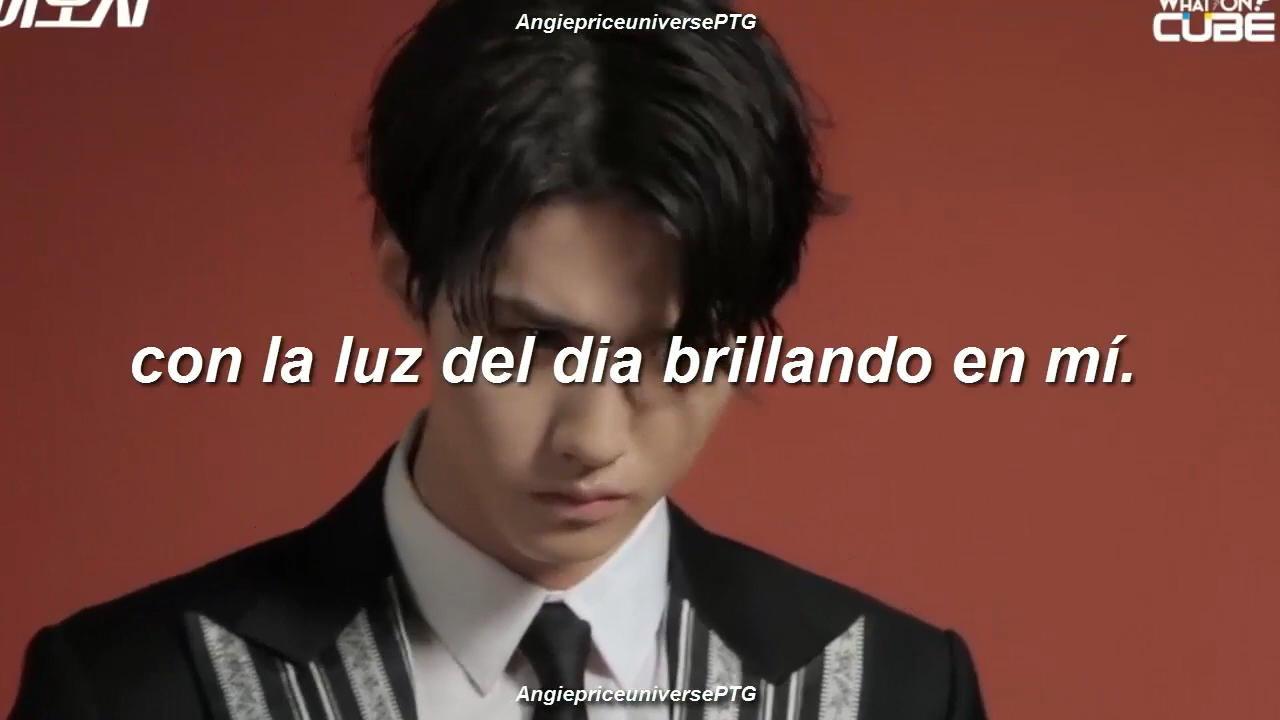 WHAT ON?
CUBE
AngiepriceuniversePTG
con la luz del dia brillando en mí.
AngiepriceuniversePTG